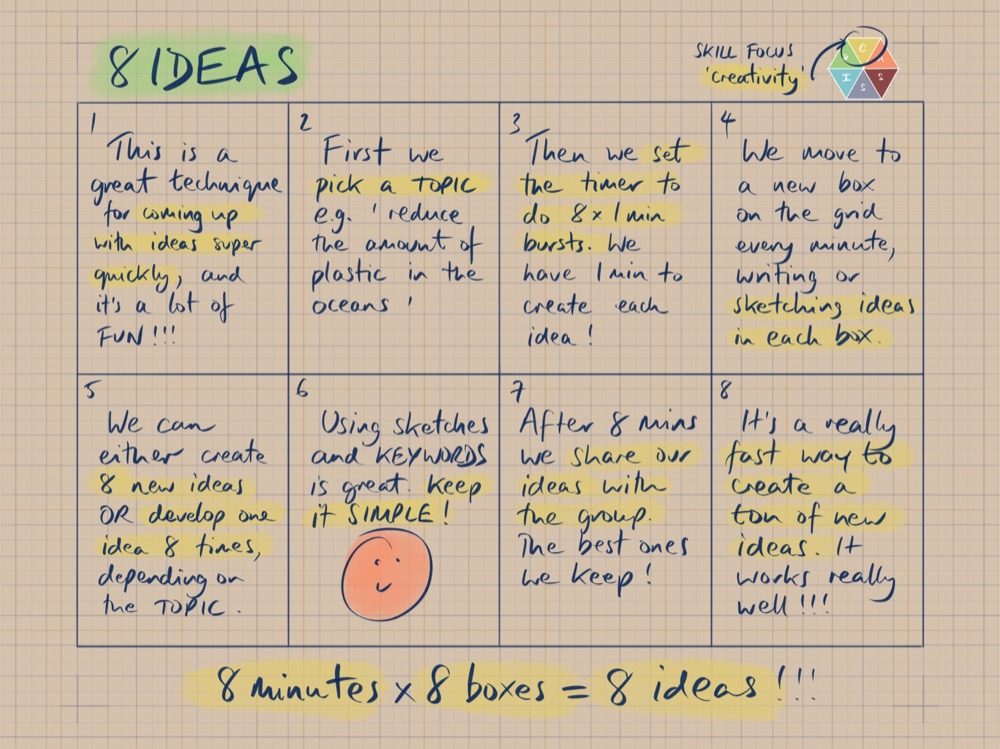 8 IDEAS
SKILL FOCUS
'creativity'
C
I
S
S
1
This is a
great technique
for coming up
with ideas super
quickly, and
it's a lot of
FUN!!!
2
First we
pick a TOPIC
e.g. 'reduce
the amount of
plastic in the
oceans'
3
Then we set
the timer to
do 8x1min
bursts. We
have 1 min to
create each
idea!
4
We move to
a new box
on the grid
every minute,
writing or
sketching ideas
in each box.
5
We can
either create
8 new ideas
OR develop one
idea 8 times,
depending on
the TOPIC.
6
Using sketches
and KEYWORDS
is great. Keep
it SIMPLE!
7
After 8 mins
we share our
ideas with
the group.
The best ones
we keep!
8
It's a really
fast way to
create a
ton of new
ideas. It
works really
well!!!
8 minutes x 8 boxes = 8 ideas!!!